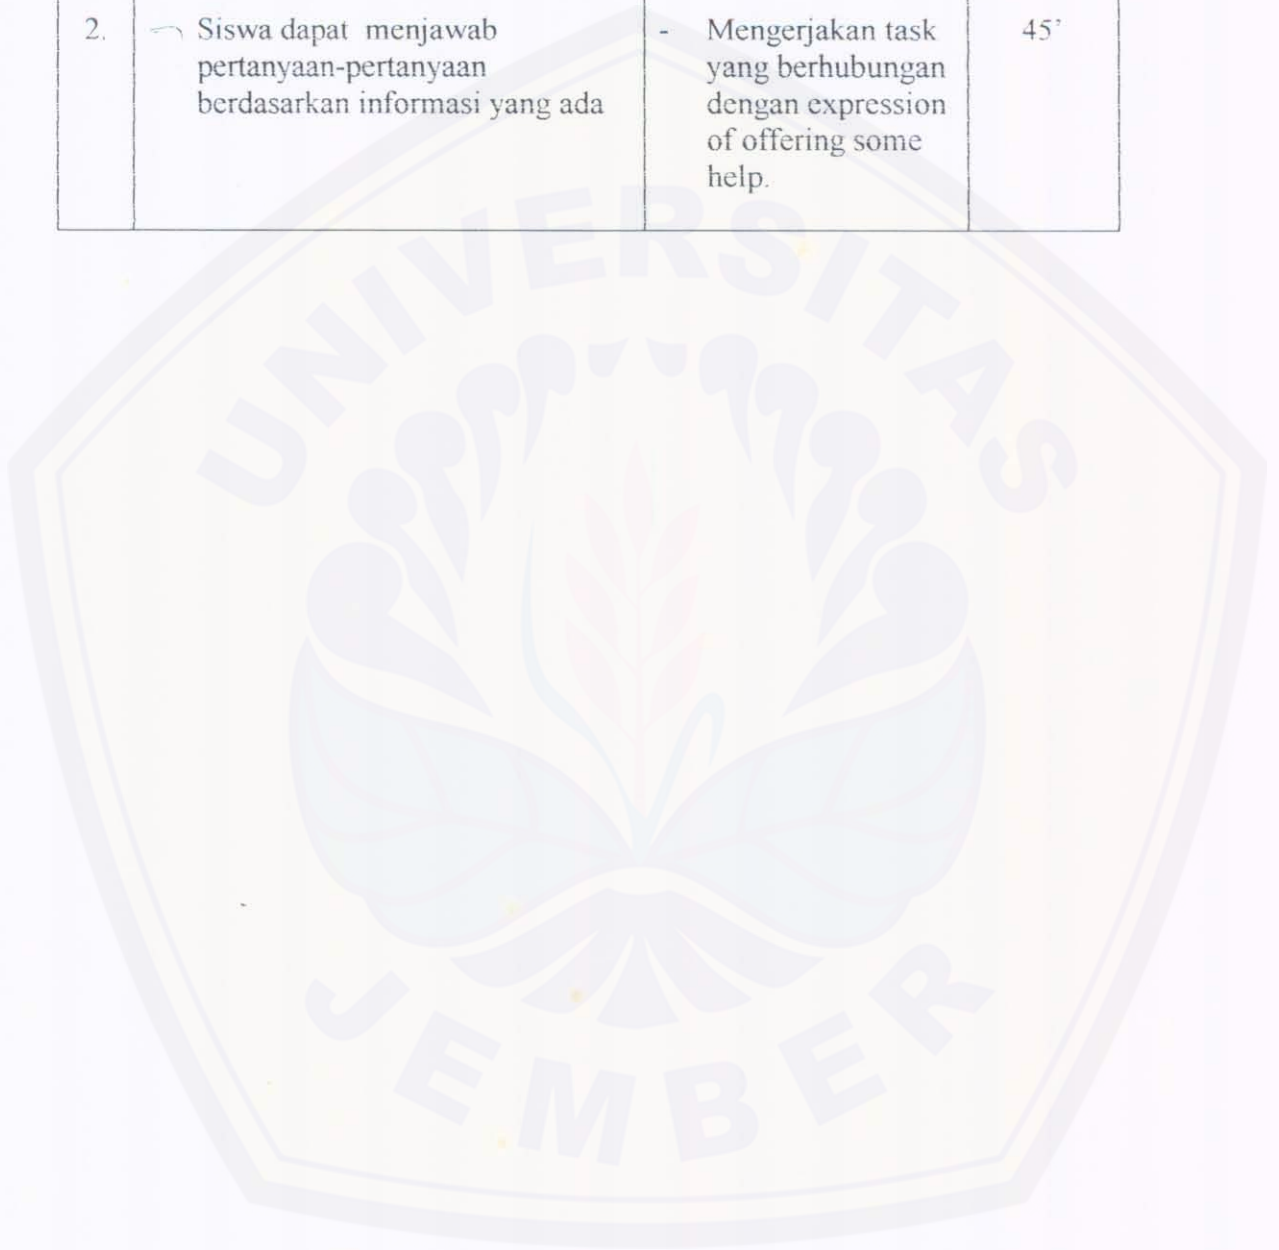 2. Siswa dapat menjawab - Mengerjakan task 45'
pertanyaan-pertanyaan yang berhubungan
berdasarkan informasi yang ada dengan expression
of offering some
help.
UNIVERSITAS
JEMBER